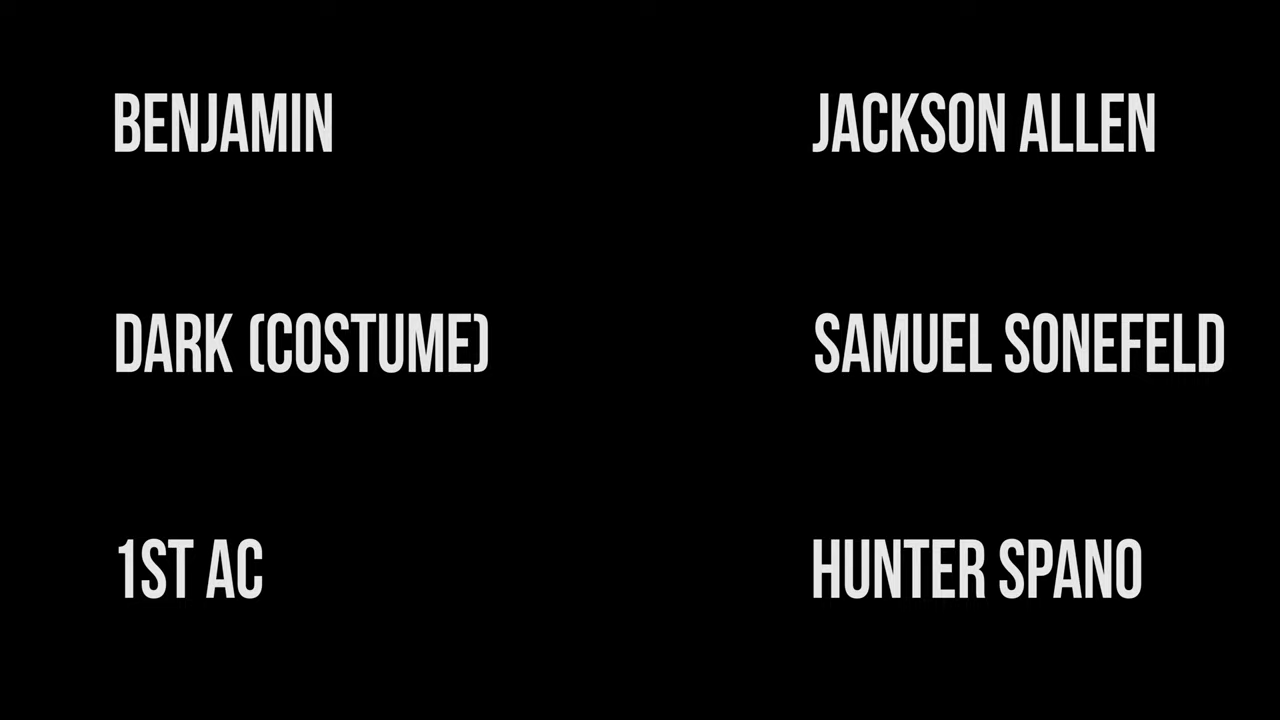 BENJAMIN JACKSON ALLEN
DARK (COSTUME) SAMUEL SONEFELD
1ST AC HUNTER SPANO